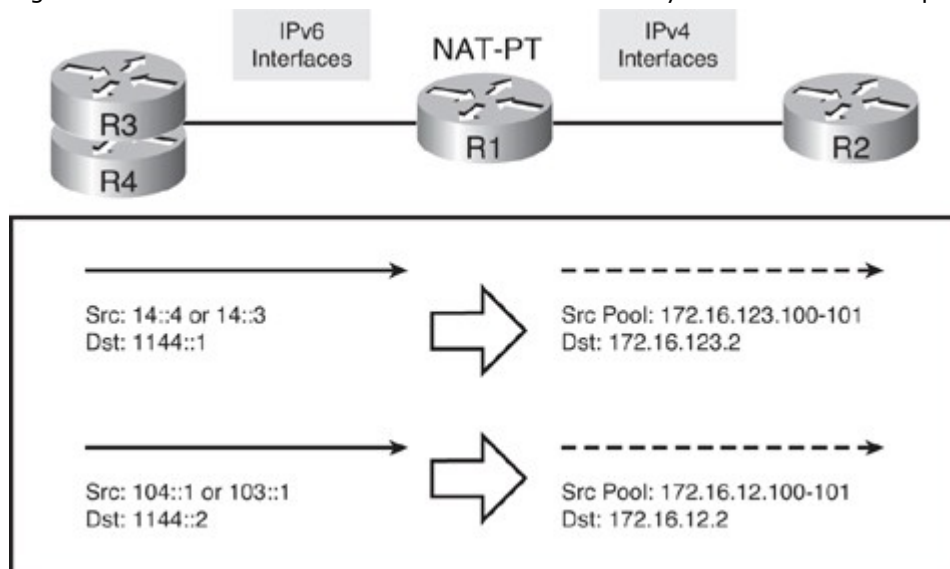 IPv6
Interfaces
NAT-PT
IPv4
Interfaces
R3
R4
R1
R2
Src: 14::4 or 14::3
Dst: 1144::1
Src Pool: 172.16.123.100-101
Dst: 172.16.123.2
Src: 104::1 or 103::1
Dst: 1144::2
Src Pool: 172.16.12.100-101
Dst: 172.16.12.2